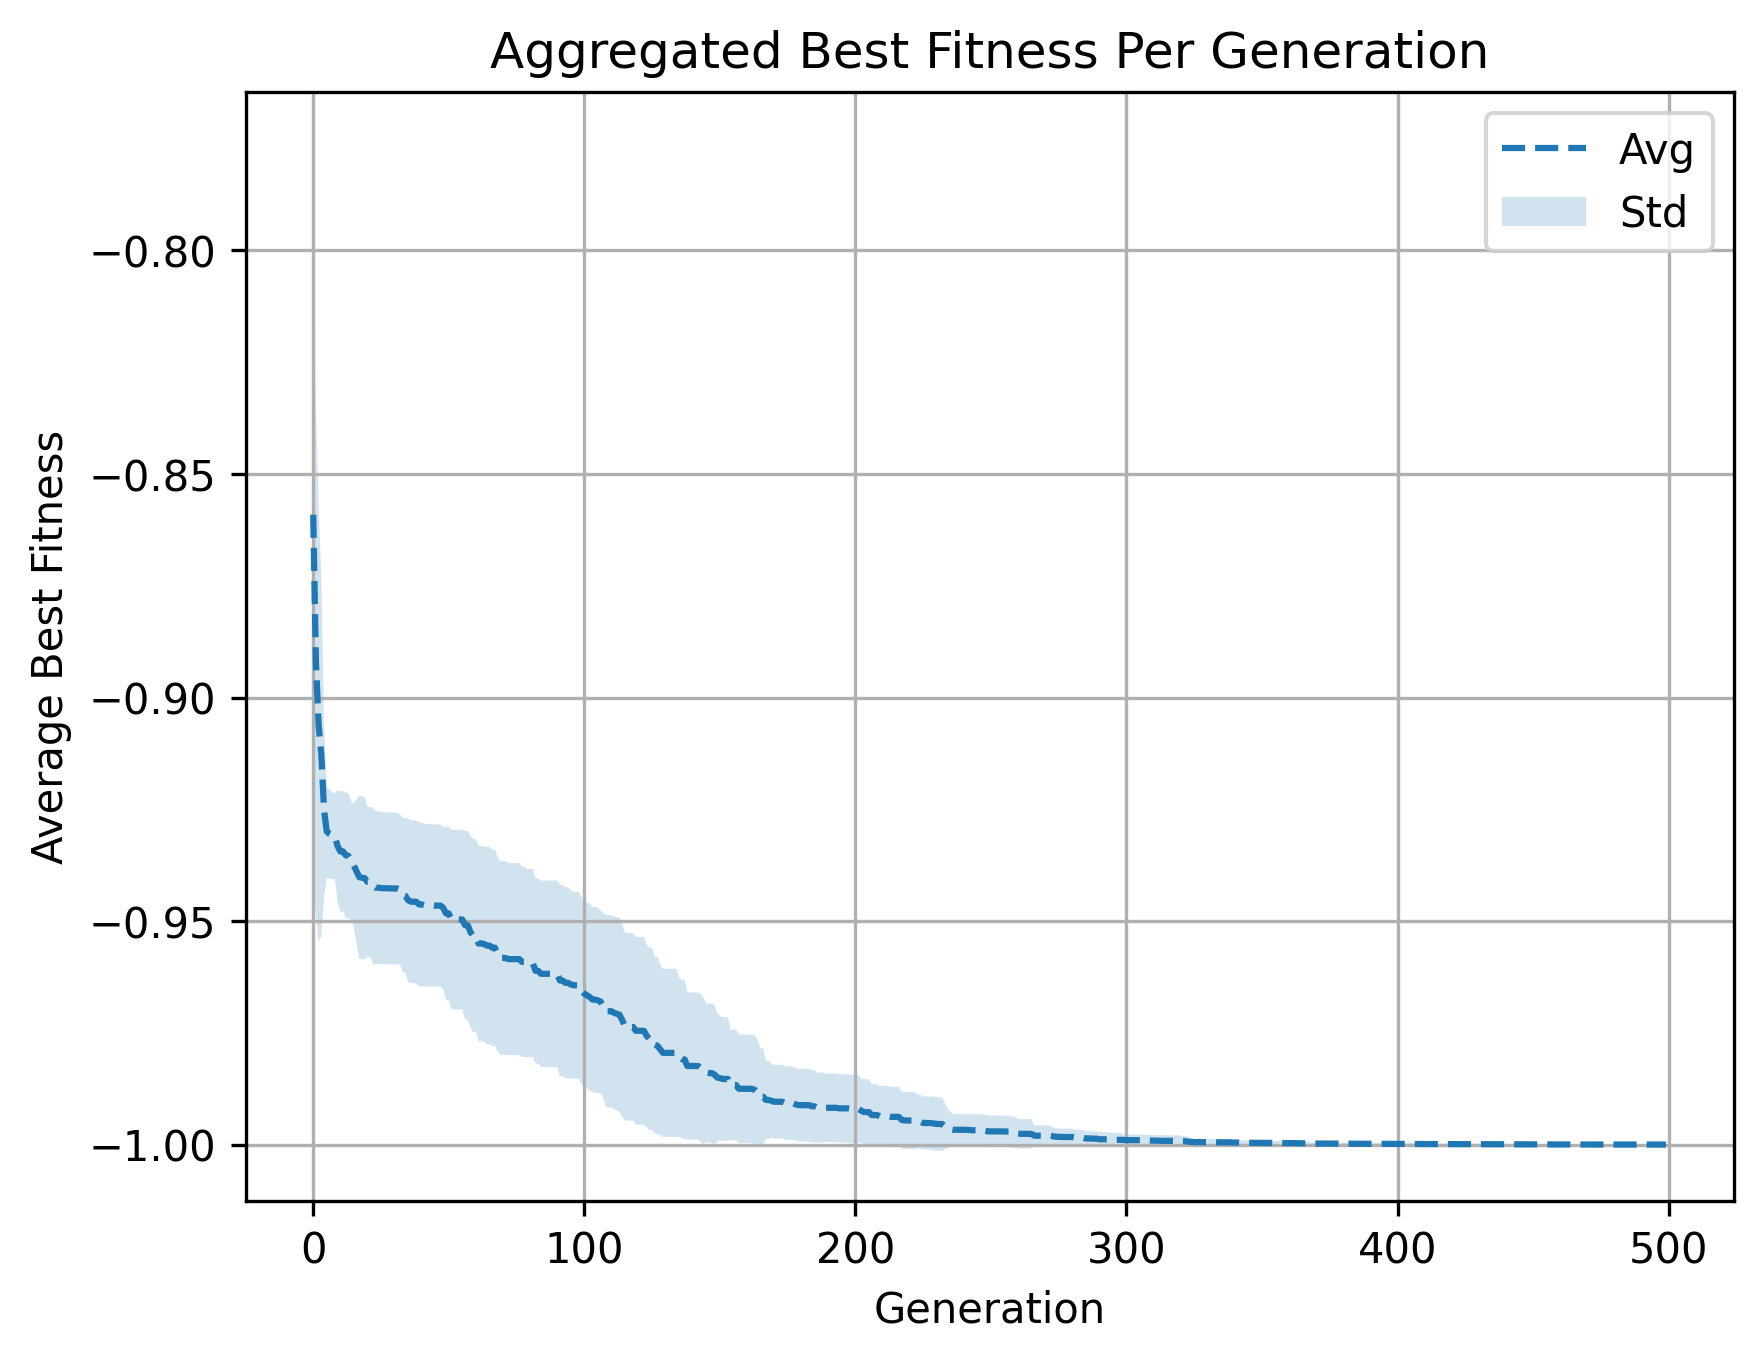 Aggregated Best Fitness Per Generation
Avg
Std
Average Best Fitness
−0.80
−0.85
−0.90
−0.95
−1.00
0 100 200 300 400 500
Generation